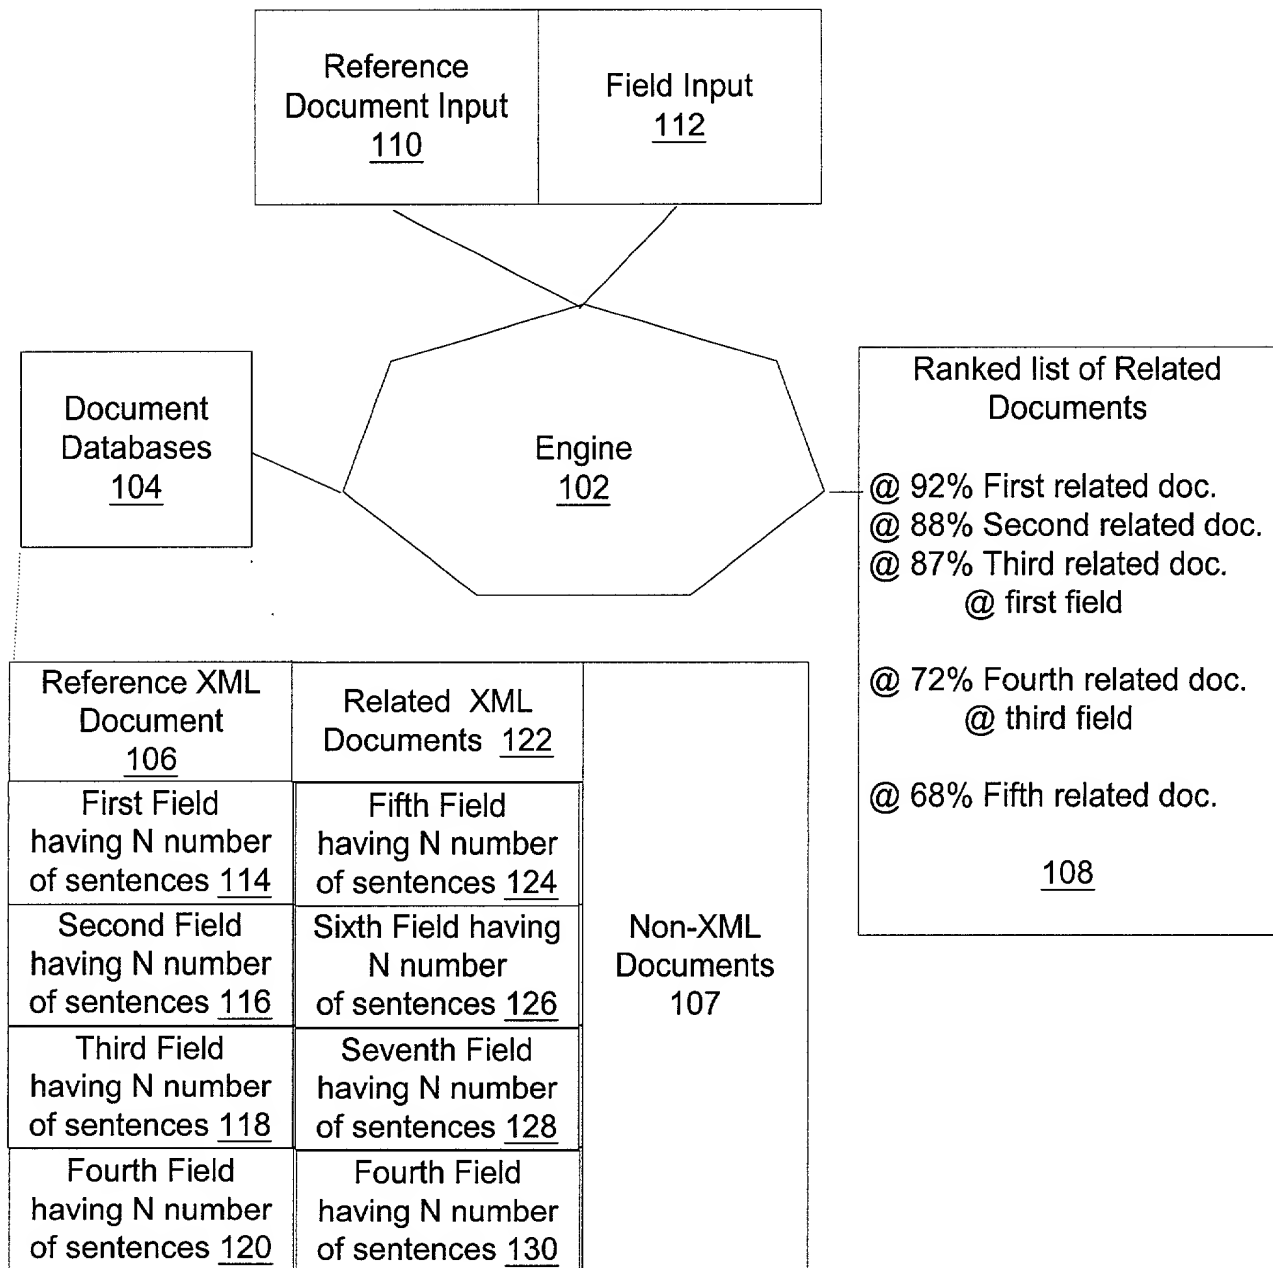 Reference
Document Input
110
Field Input
112
Document
Databases
104
Engine
102
Ranked list of Related
Documents
@ 92% First related doc.
@ 88% Second related doc.
@ 87% Third related doc.
@ first field
@ 72% Fourth related doc.
@ third field
@ 68% Fifth related doc.
108
Reference XML
Document
106
Related XML
Documents 122
First Field
having N number
of sentences 114
Fifth Field
having N number
of sentences 124
Second Field
having N number
of sentences 116
Sixth Field having
N number
of sentences 126
Third Field
having N number
of sentences 118
Seventh Field
having N number
of sentences 128
Fourth Field
having N number
of sentences 120
Fourth Field
having N number
of sentences 130
Non-XML
Documents
107